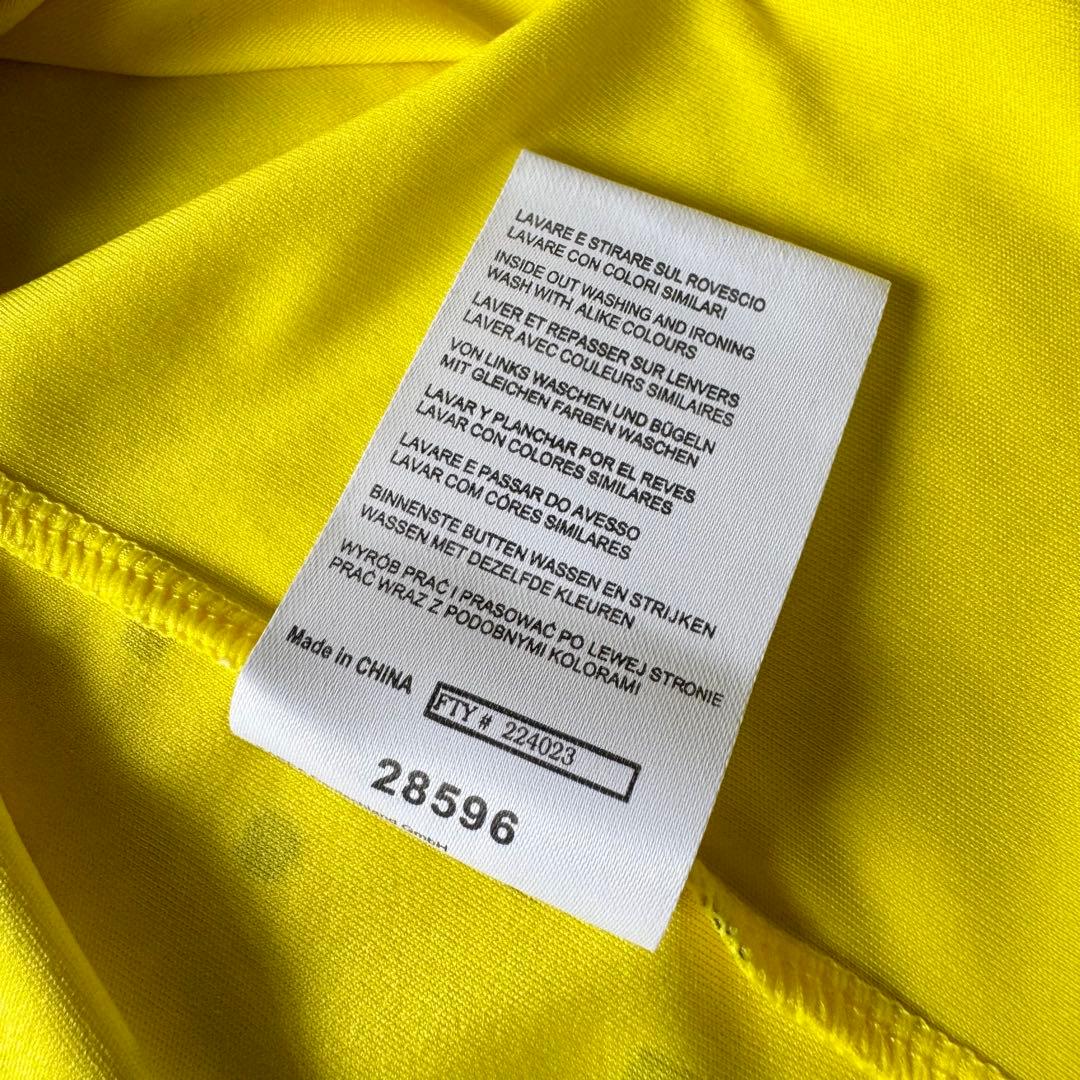 LAVARE E STIRARE SUL ROVESCIO
LAVARE CON COLORI SIMILARI
INSIDE OUT WASHING AND IRONING
WASH WITH ALIKE COLOURS
LAVER ET REPASSER SUR LENVERS
LAVER AVEC COULEURS SIMILAIRES
VON LINKS WASCHEN UND BÜGELN
MIT GLEICHEN FARBEN WASCHEN
LAVAR Y PLANCHAR POR EL REVES
LAVAR CON COLORES SIMILARES
LAVARE E PASSAR DO AVESSO
LAVAR COM CÓRES SIMILARES
BINNENSTE BUTTEN WASSEN EN STRIJKEN
WASSEN MET DEZELFDE KLEUREN
WYRÓB PRAĆ I PRASOWAĆ PO LEWEJ STRONIE
PRAĆ WRAZ Z PODOBNYMI KOLORAMI
Made in CHINA
FTY # 224023
28596
GmbH